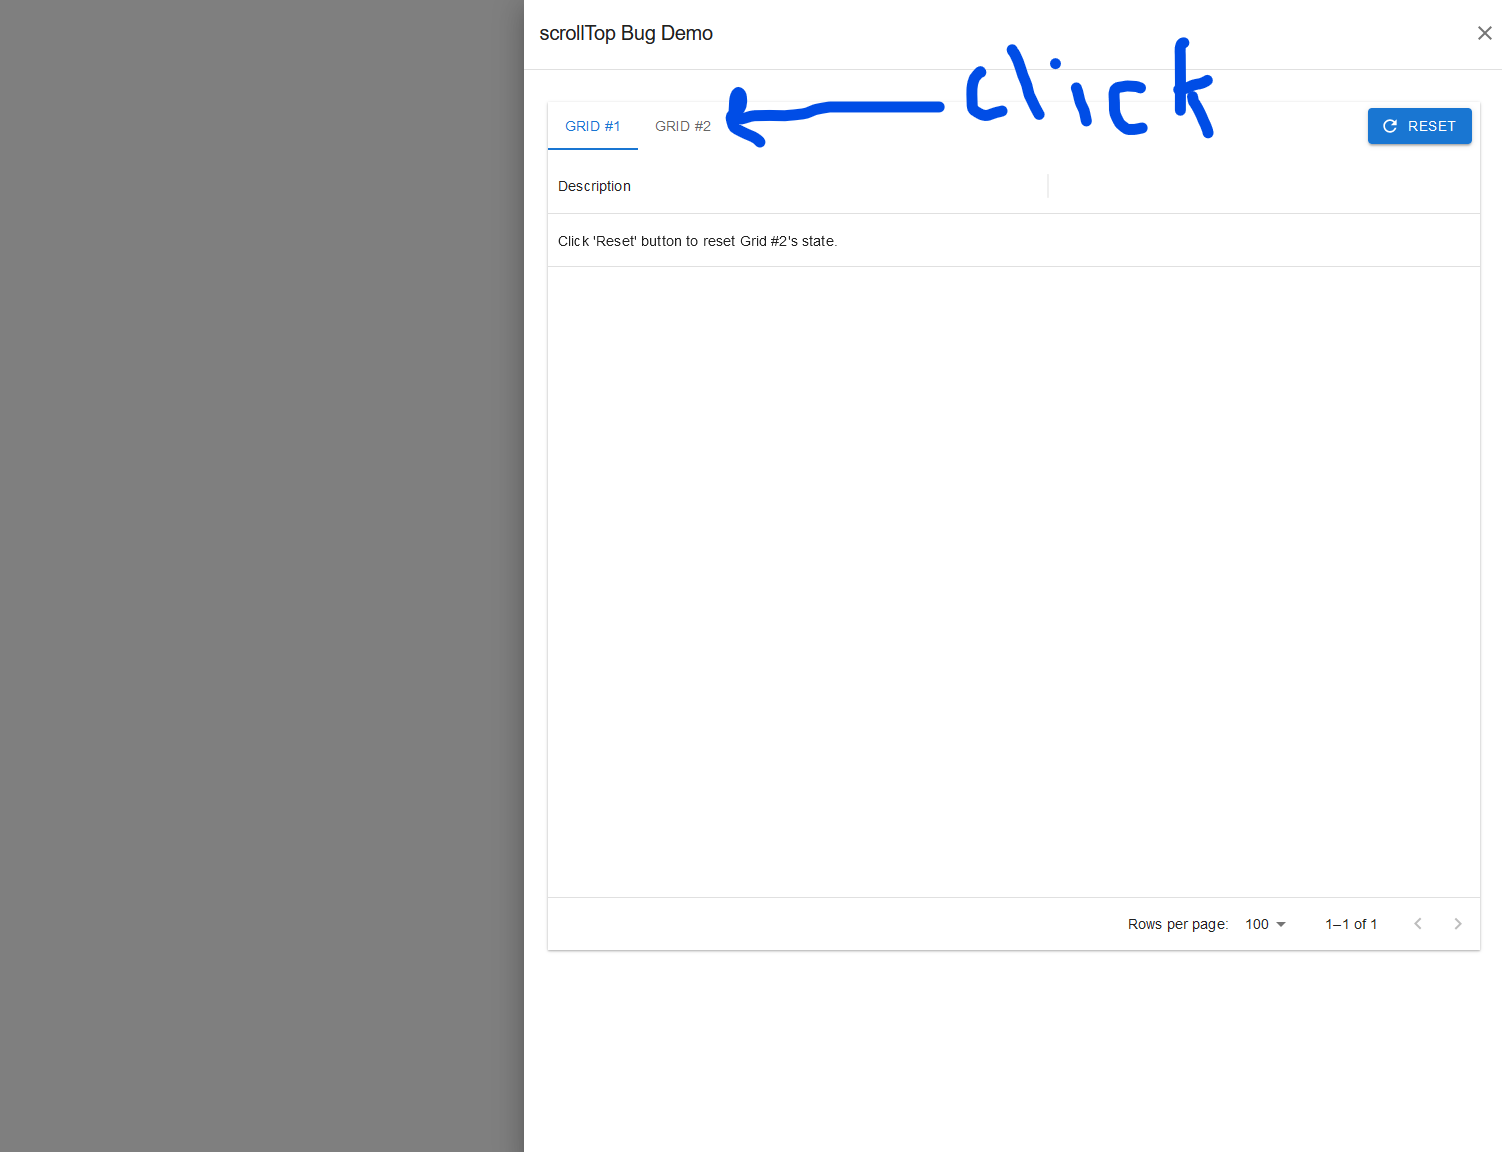 scrollTop Bug Demo
click
GRID #1 GRID #2 RESET
Description
Click 'Reset' button to reset Grid #2's state.
Rows per page: 100 1–1 of 1